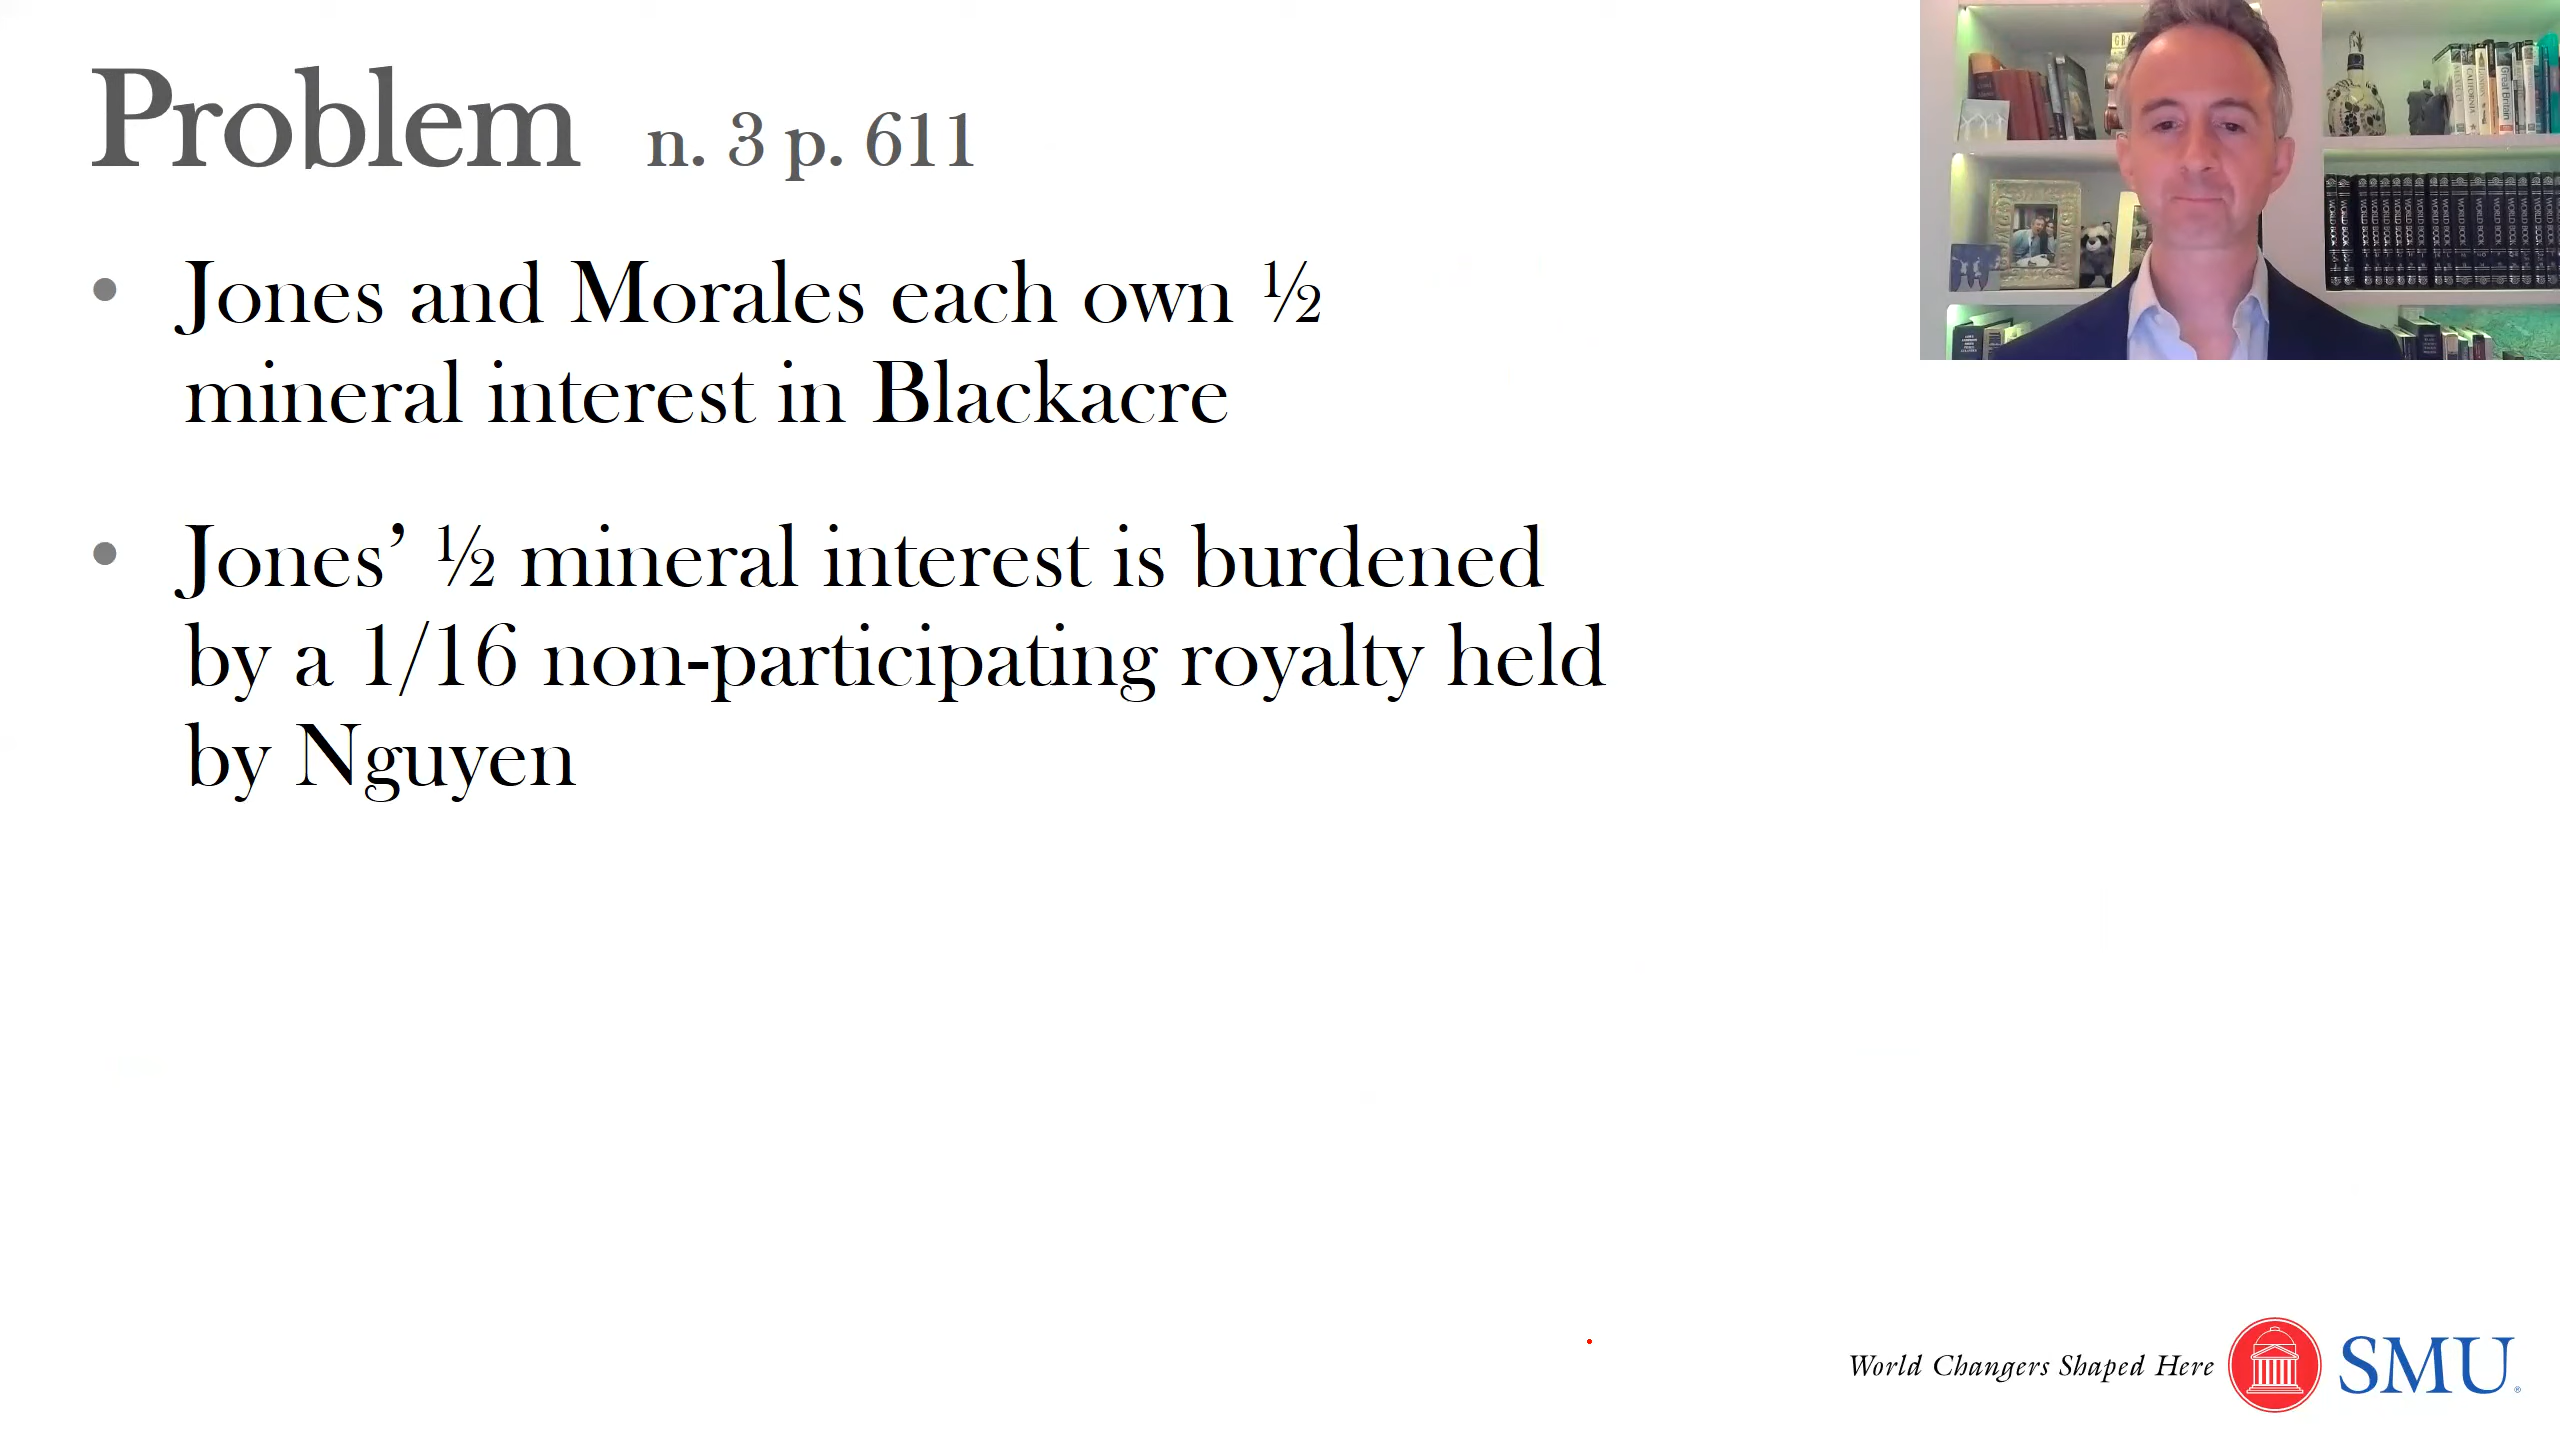 Problem n. 3 p. 611
• Jones and Morales each own ½
mineral interest in Blackacre
• Jones’ ½ mineral interest is burdened
by a 1/16 non-participating royalty held
by Nguyen
World Changers Shaped Here SMU®